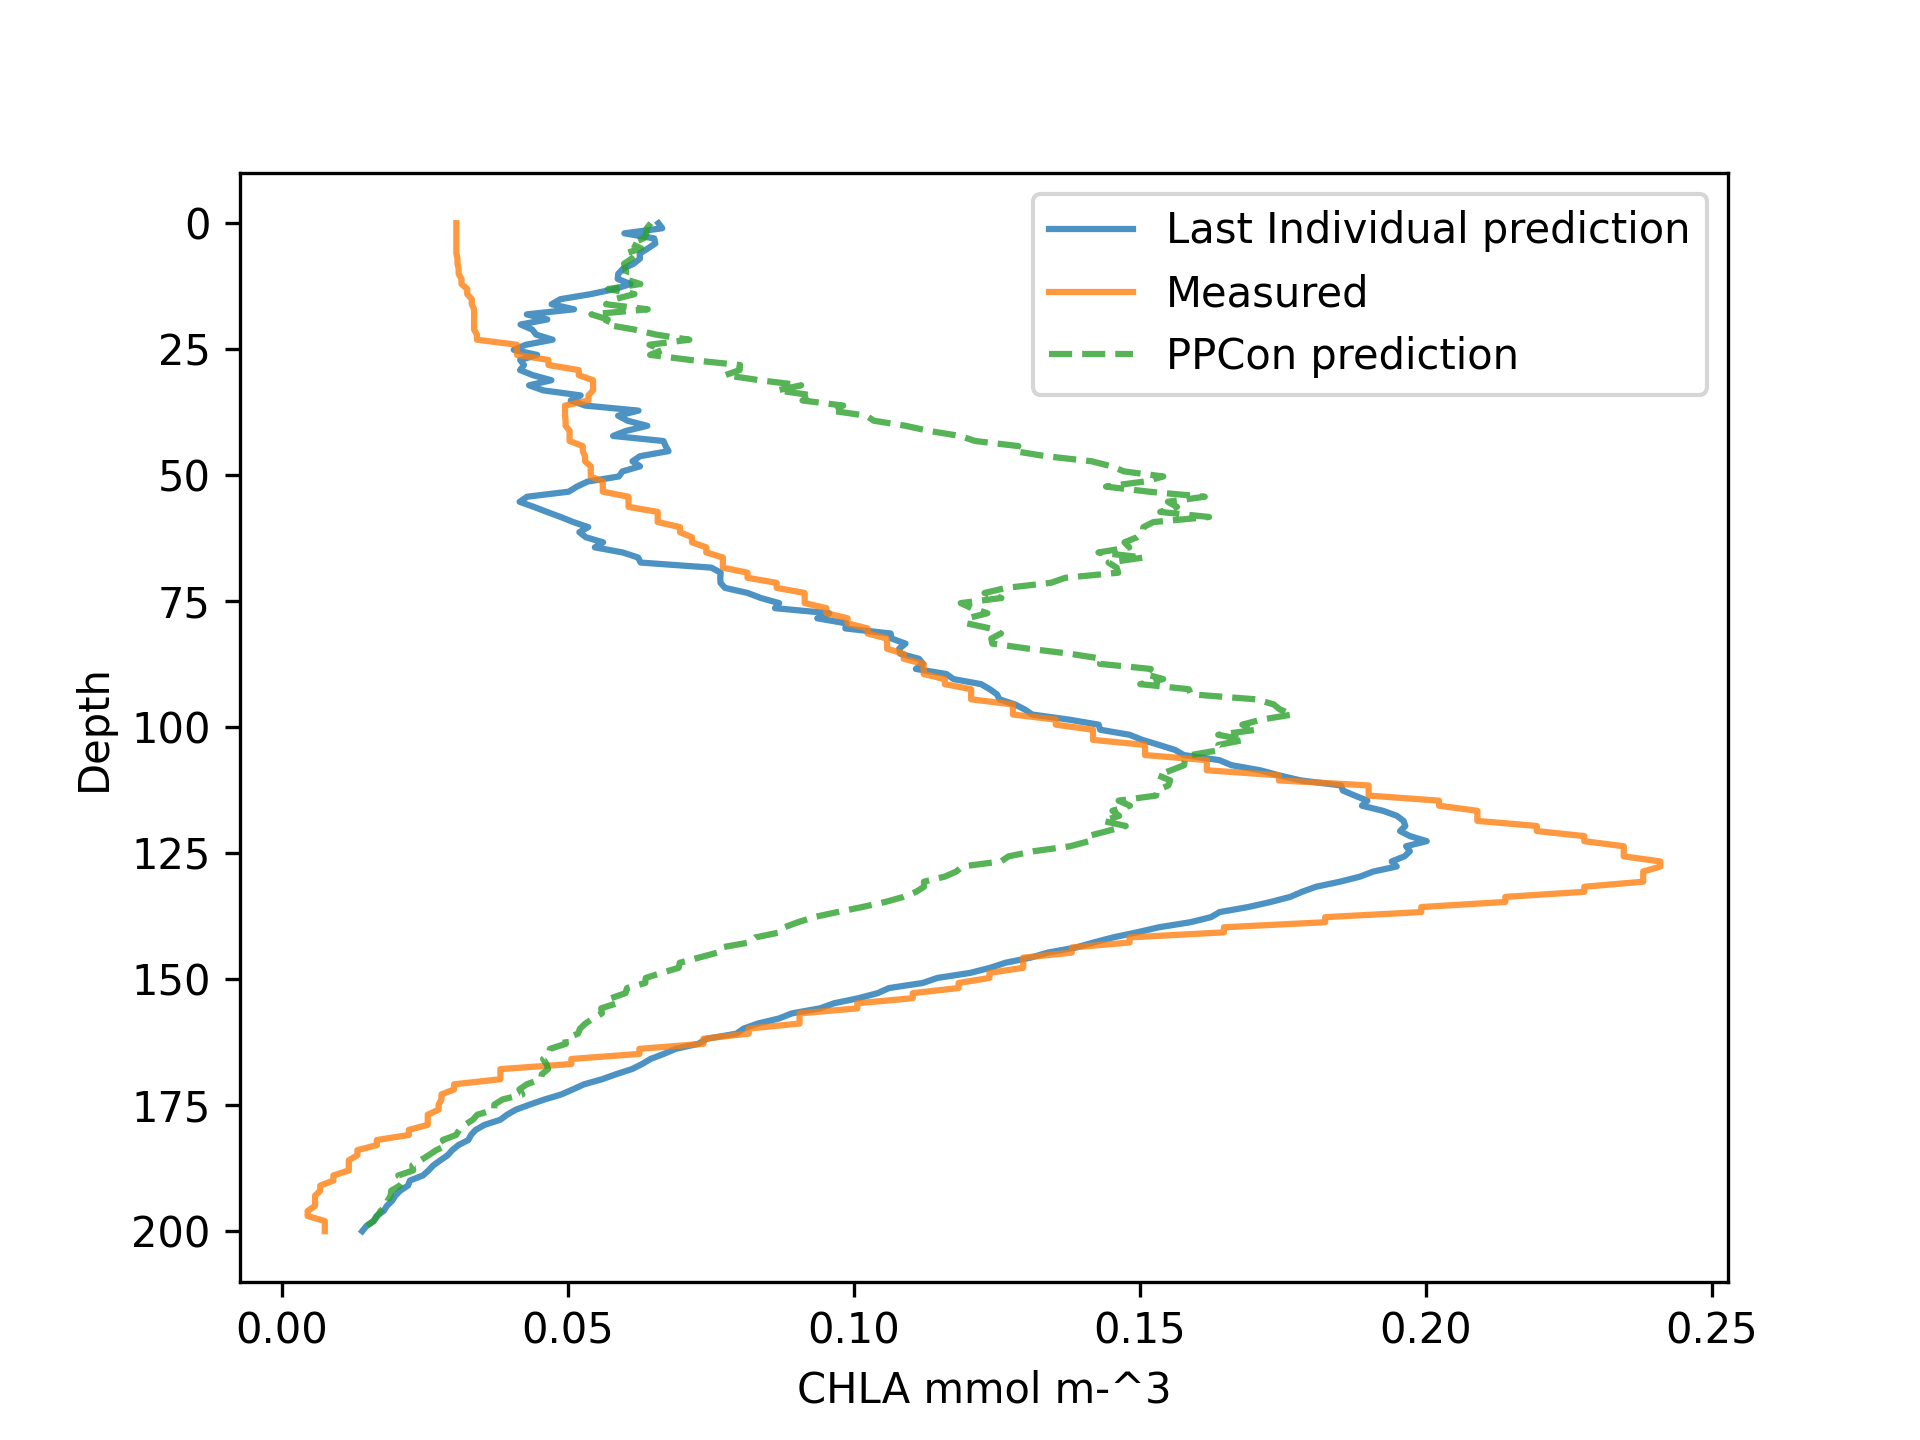 Last Individual prediction
Measured
PPCon prediction
0
25
50
75
100
125
150
175
200
Depth
0.00 0.05 0.10 0.15 0.20 0.25
CHLA mmol m-^3